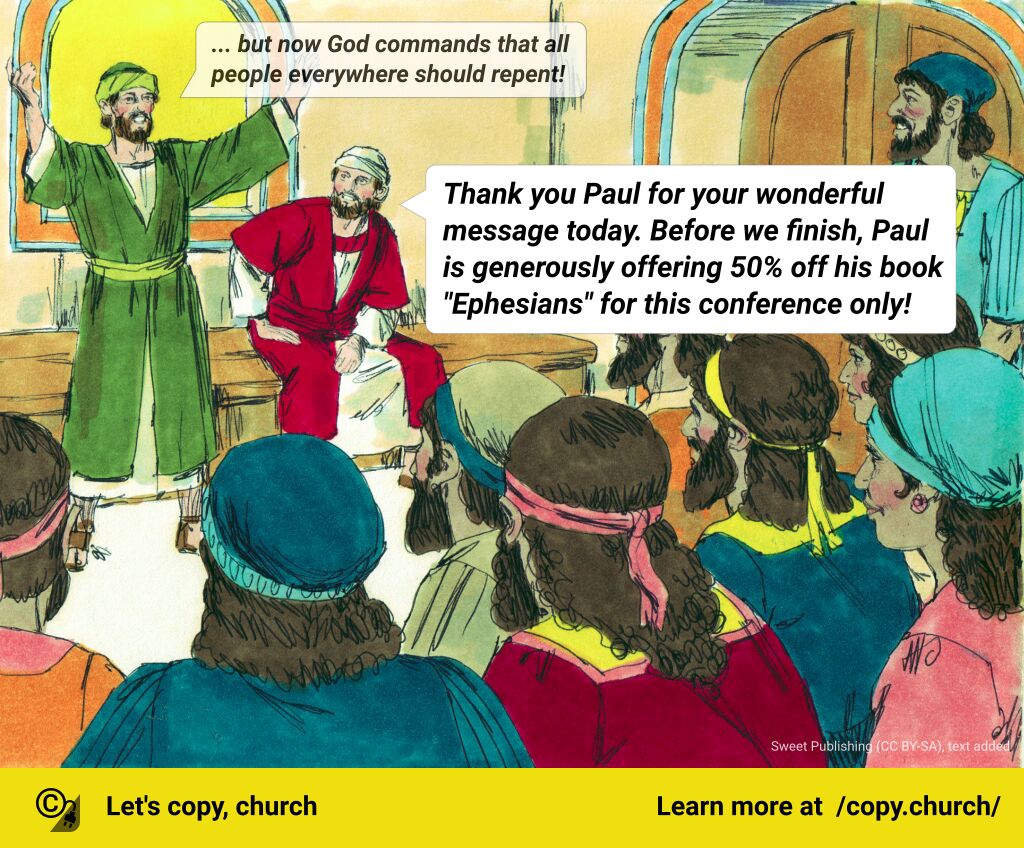 ... but now God commands that all
people everywhere should repent!
Thank you Paul for your wonderful
message today. Before we finish, Paul
is generously offering 50% off his book
"Ephesians" for this conference only!
Sweet Publishing (CC BY-SA), text added
© Let's copy, church
Learn more at /copy.church/